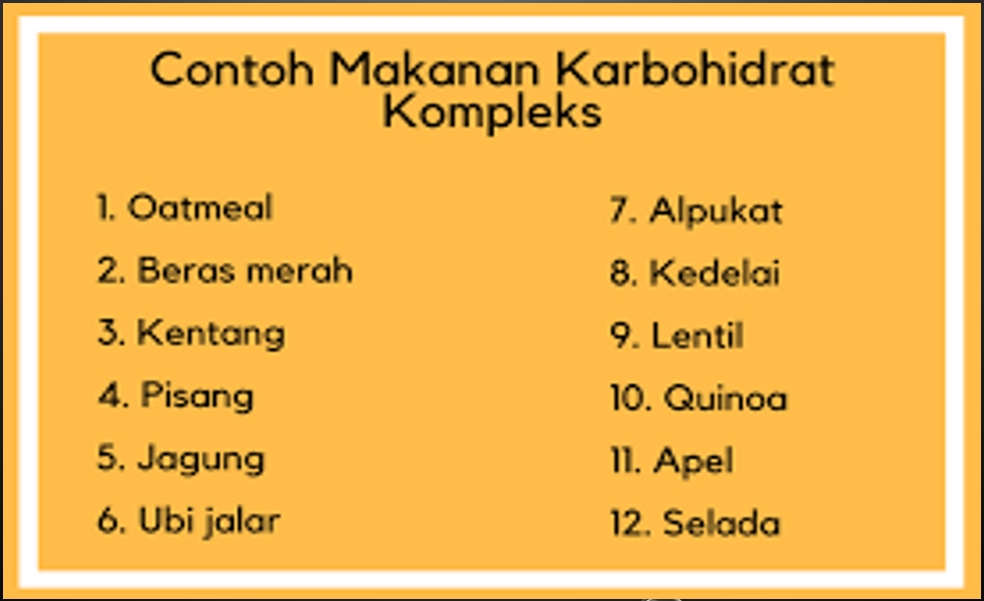 Contoh Makanan Karbohidrat
Kompleks
1. Oatmeal
2. Beras merah
3. Kentang
4. Pisang
5. Jagung
6. Ubi jalar
7. Alpukat
8. Kedelai
9. Lentil
10. Quinoa
11. Apel
12. Selada